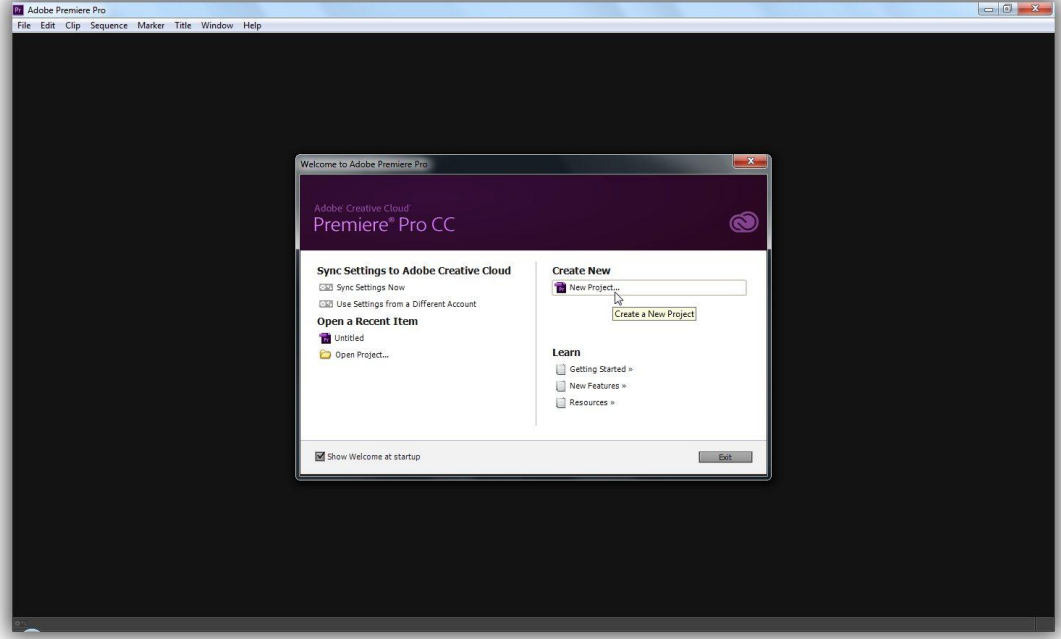 Pr Adobe Premiere Pro
File Edit Clip Sequence Marker Title Window Help
Welcome to Adobe Premiere Pro
Adobe® Creative Cloud®
Premiere® Pro CC
Sync Settings to Adobe Creative Cloud
Sync Settings Now
Use Settings from a Different Account
Open a Recent Item
Pr Untitled
Open Project...
Create New
Pr New Project...
Create a New Project
Learn
Getting Started »
New Features »
Resources »
Show Welcome at startup
Exit